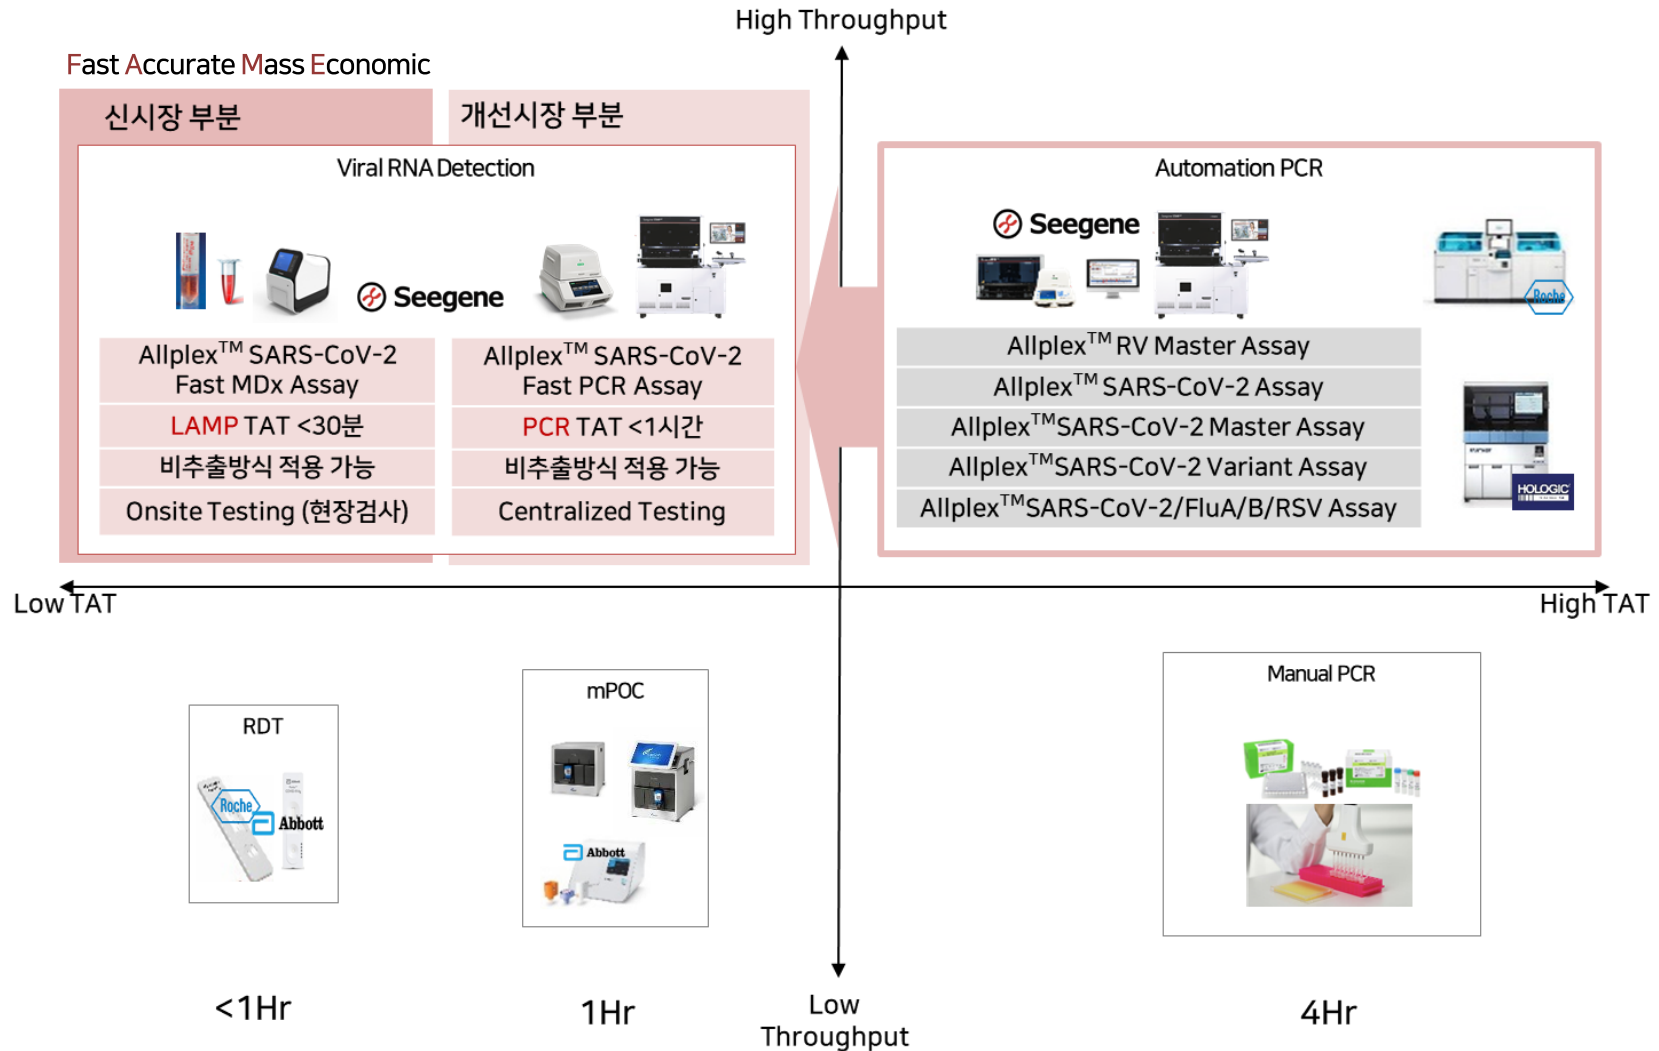 High Throughput
Fast Accurate Mass Economic
신시장 부분
개선시장 부분
Viral RNA Detection
Seegene
Allplex™ SARS-CoV-2
Fast MDx Assay
LAMP TAT <30분
비추출방식 적용 가능
Onsite Testing (현장검사)
Allplex™ SARS-CoV-2
Fast PCR Assay
PCR TAT <1시간
비추출방식 적용 가능
Centralized Testing
Automation PCR
Seegene
Roche
Allplex™ RV Master Assay
Allplex™ SARS-CoV-2 Assay
Allplex™SARS-CoV-2 Master Assay
Allplex™SARS-CoV-2 Variant Assay
Allplex™SARS-CoV-2/FluA/B/RSV Assay
HOLOGIC
Low TAT
High TAT
RDT
Roche
Abbott
mPOC
Abbott
Manual PCR
<1Hr
1Hr
Low
Throughput
4Hr